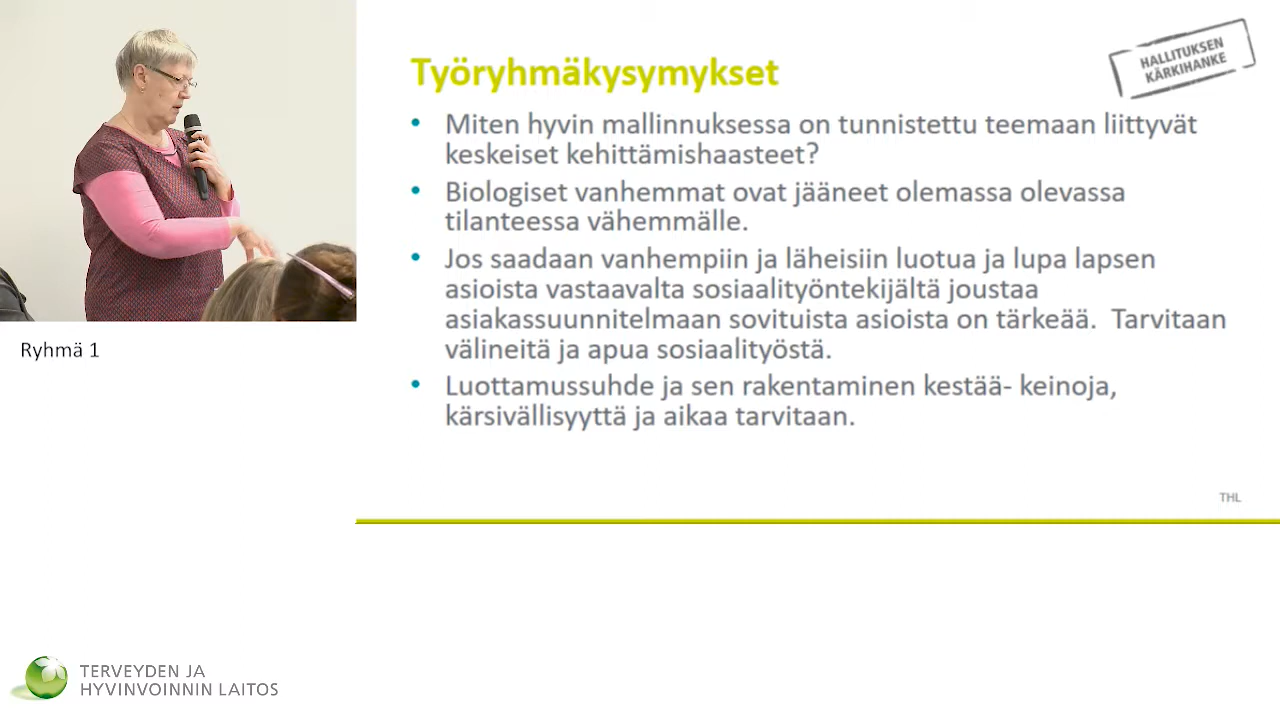 Työryhmäkysymykset
HALLITUKSEN
KÄRKIHANKE
• Miten hyvin mallinnuksessa on tunnistettu teemaan liittyvät
keskeiset kehittämishaasteet?
• Biologiset vanhemmat ovat jääneet olemassa olevassa
tilanteessa vähemmälle.
• Jos saadaan vanhempiin ja läheisiin luotua ja lupa lapsen
asioista vastaavalta sosiaalityöntekijältä joustaa
asiakassuunnitelmaan sovituista asioista on tärkeää. Tarvitaan
välineitä ja apua sosiaalityöstä.
• Luottamussuhde ja sen rakentaminen kestää- keinoja,
kärsivällisyyttä ja aikaa tarvitaan.
THL
Ryhmä 1
TERVEYDEN JA
HYVINVOINNIN LAITOS